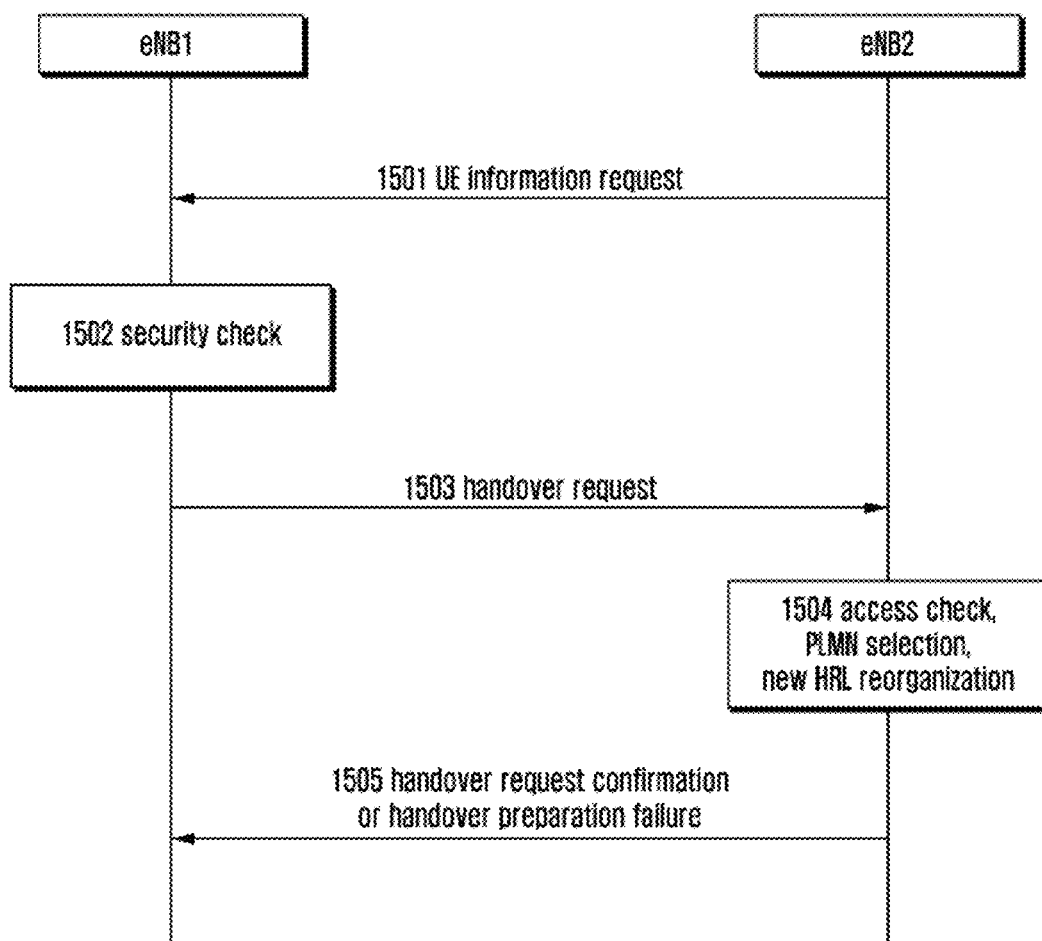 eNB1
eNB2
1501 UE information request
1502 security check
1503 handover request
1504 access check,
PLMN selection,
new HRL reorganization
1505 handover request confirmation
or handover preparation failure